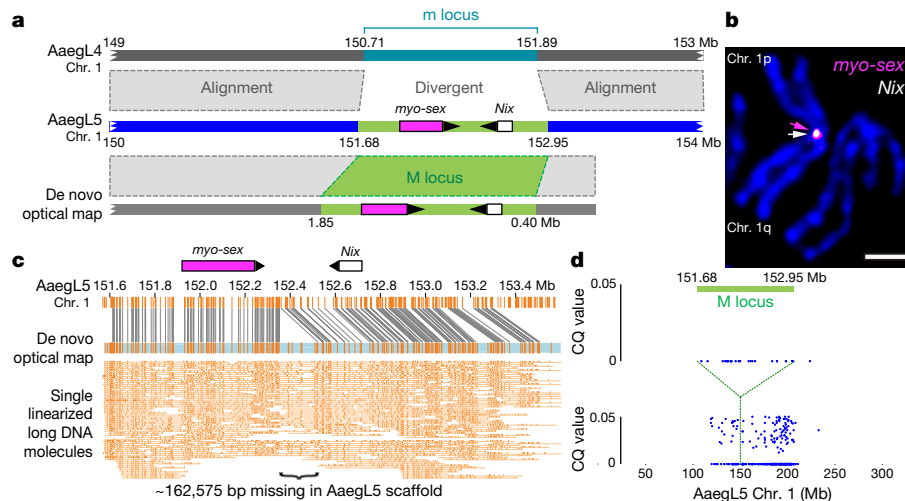 a
m locus
AaegL4
Chr. 1
149
150.71
151.89
153 Mb
Alignment
Divergent
Alignment
myo-sex
Nix
AaegL5
Chr. 1
150
151.68
152.95
154 Mb
M locus
De novo
optical map
1.85
0.40 Mb
b
Chr. 1p
myo-sex
Nix
Chr. 1q
c
myo-sex
Nix
AaegL5
Chr. 1
151.6 151.8 152.0 152.2 152.4 152.6 152.8 153.0 153.2 153.4 Mb
De novo
optical map
Single
linearized
long DNA
molecules
~162,575 bp missing in AaegL5 scaffold
d
151.68 152.95 Mb
M locus
0.05
CQ value
0
0.05
CQ value
0
50 100 150 200 250 300
AaegL5 Chr. 1 (Mb)